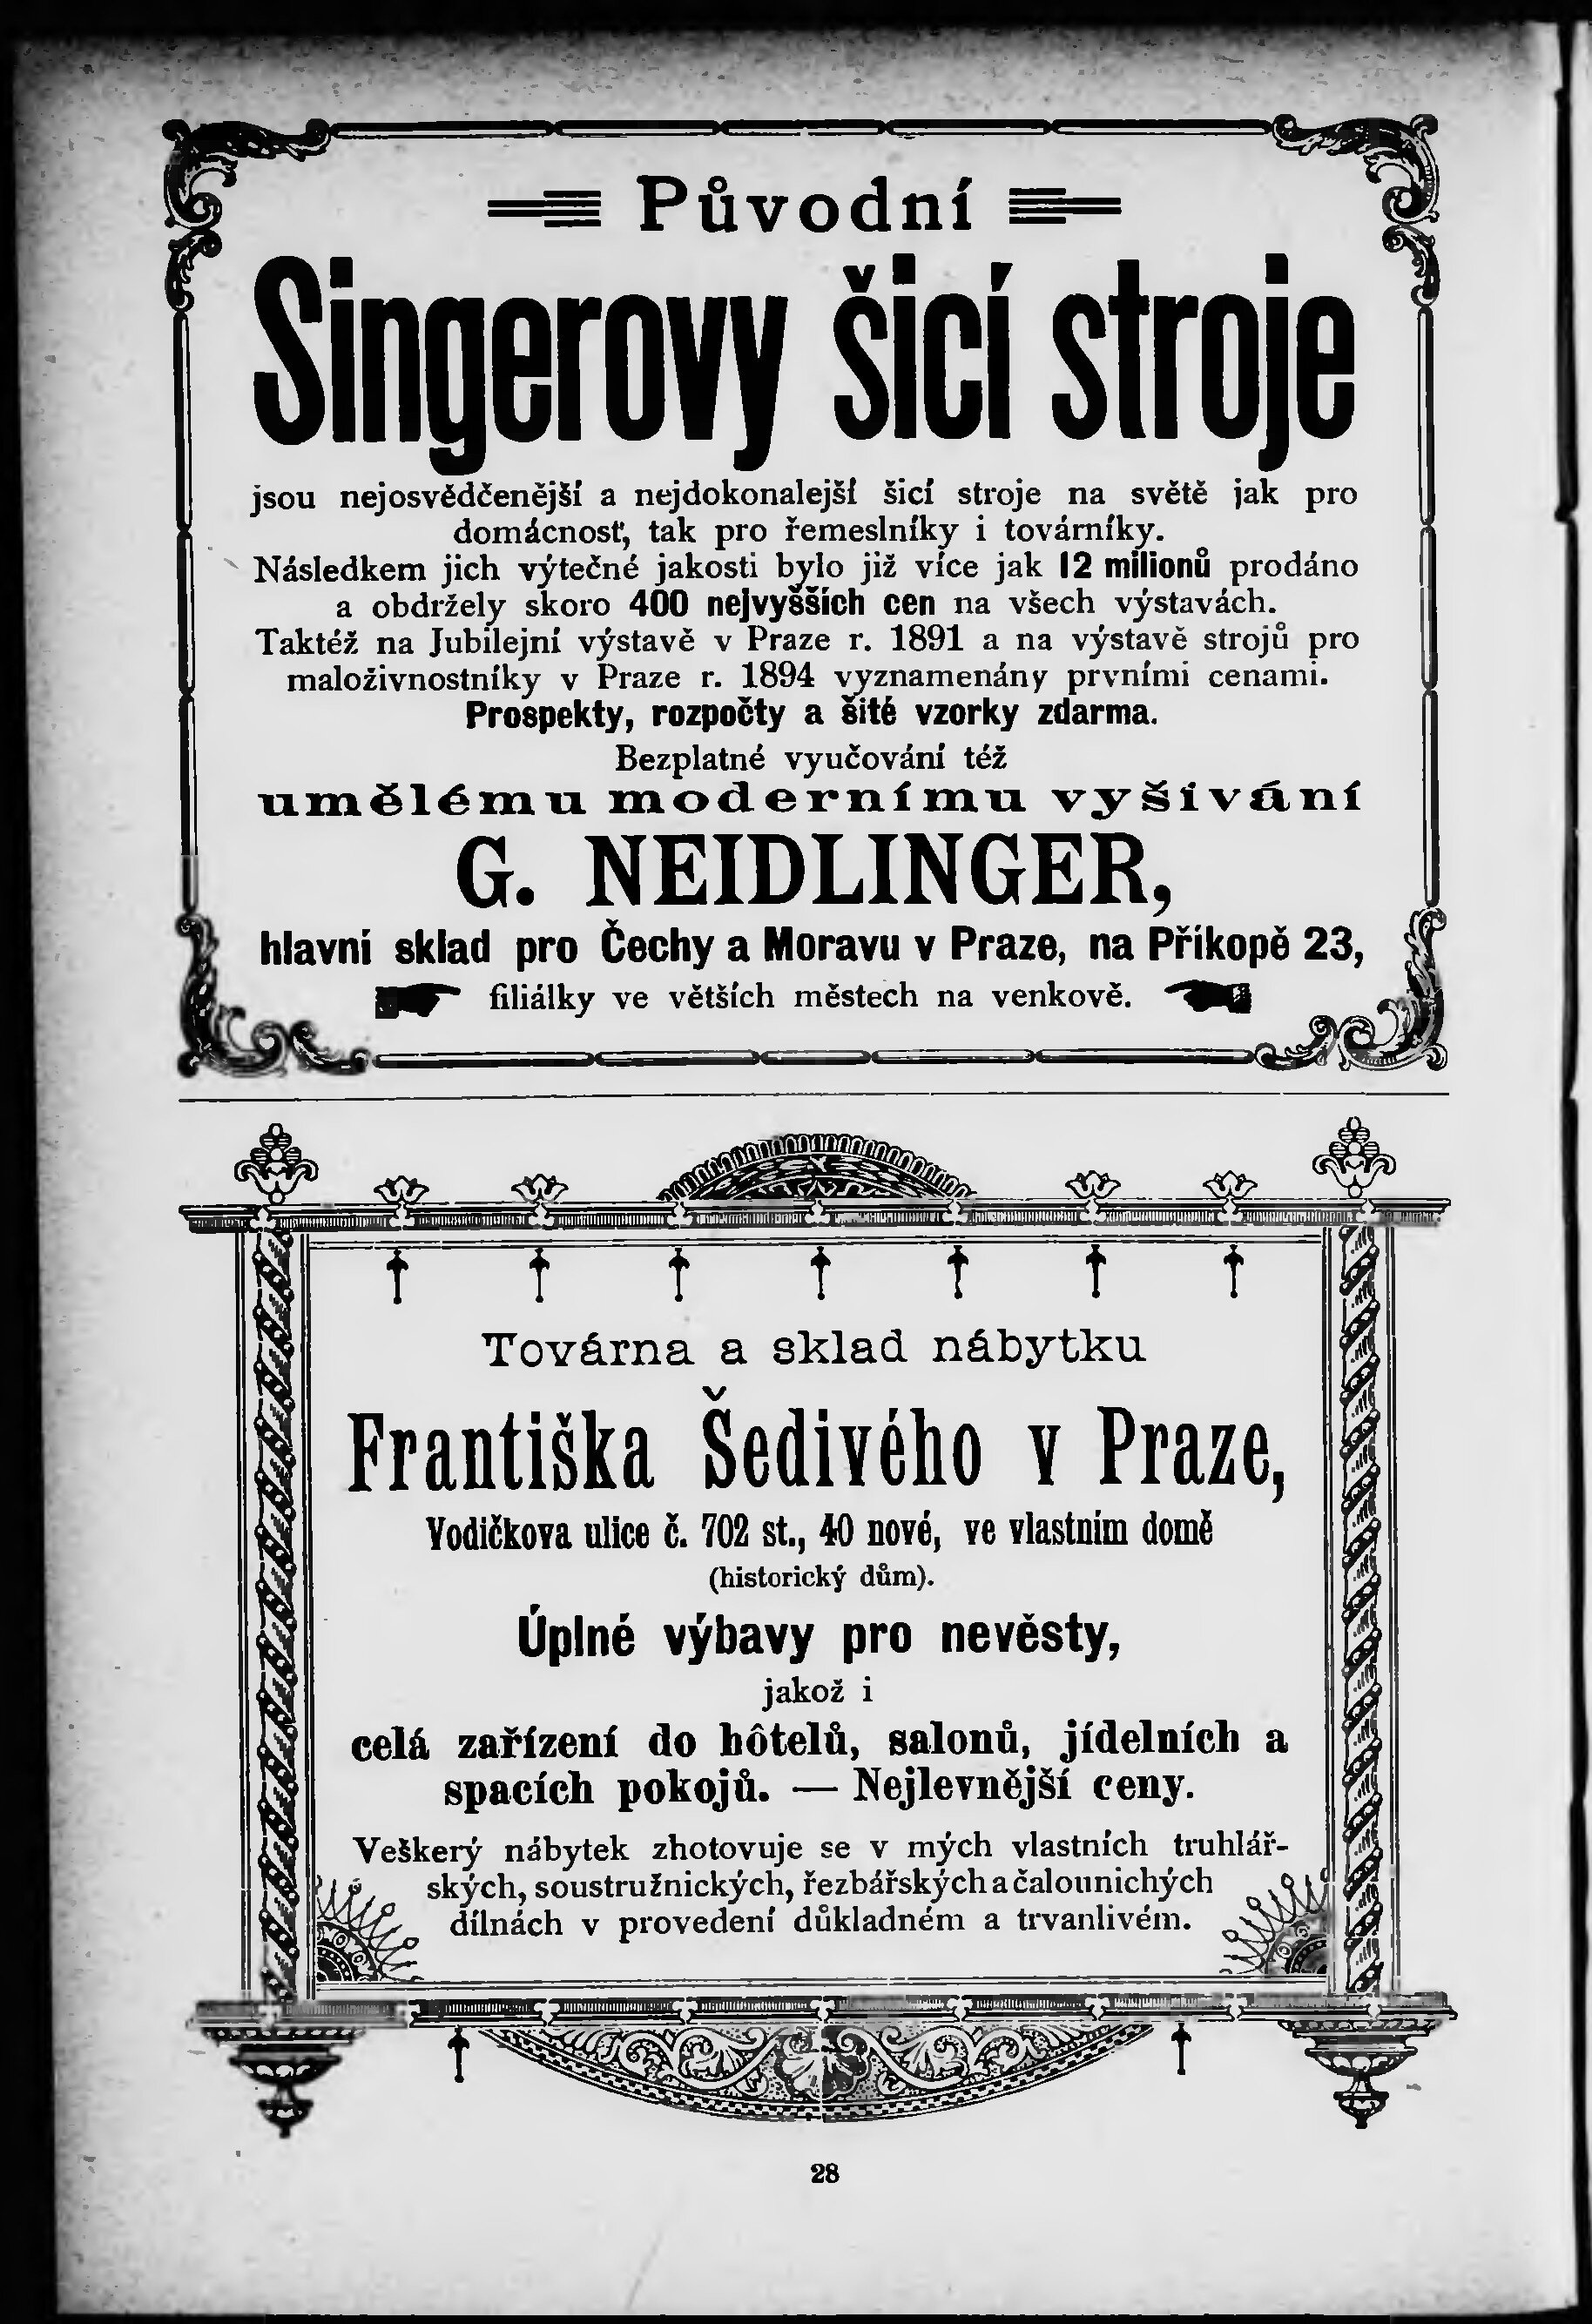 Původní
Singerovy šicí stroje
jsou nejosvědčenější a nejdokonalejší šicí stroje na světě jak pro
domácnosť, tak pro řemeslníky i továrníky.
Následkem jich výtečné jakosti bylo již více jak 12 milionů prodáno
a obdržely skoro 400 nejvyšších cen na všech výstavách.
Taktéž na Jubilejní výstavě v Praze r. 1891 a na výstavě strojů pro
maloživnostníky v Praze r. 1894 vyznamenány prvními cenami.
Prospekty, rozpočty a šité vzorky zdarma.
Bezplatné vyučování též
umělému modernímu vyšívání
G. NEIDLINGER,
hlavní sklad pro Čechy a Moravu v Praze, na Příkopě 23,
filiálky ve větších městech na venkově.
Továrna a sklad nábytku
Františka Šedivého v Praze,
Vodičkova ulice č. 702 st., 40 nové, ve vlastním domě
(historický dům).
Úplné výbavy pro nevěsty,
jakož i
celá zařízení do hôtelů, salonů, jídelních a
spacích pokojů. — Nejlevnější ceny.
Veškerý nábytek zhotovuje se v mých vlastních truhlář-
ských, soustružnických, řezbářských a čalounichých
dílnách v provedení důkladném a trvanlivém.
28